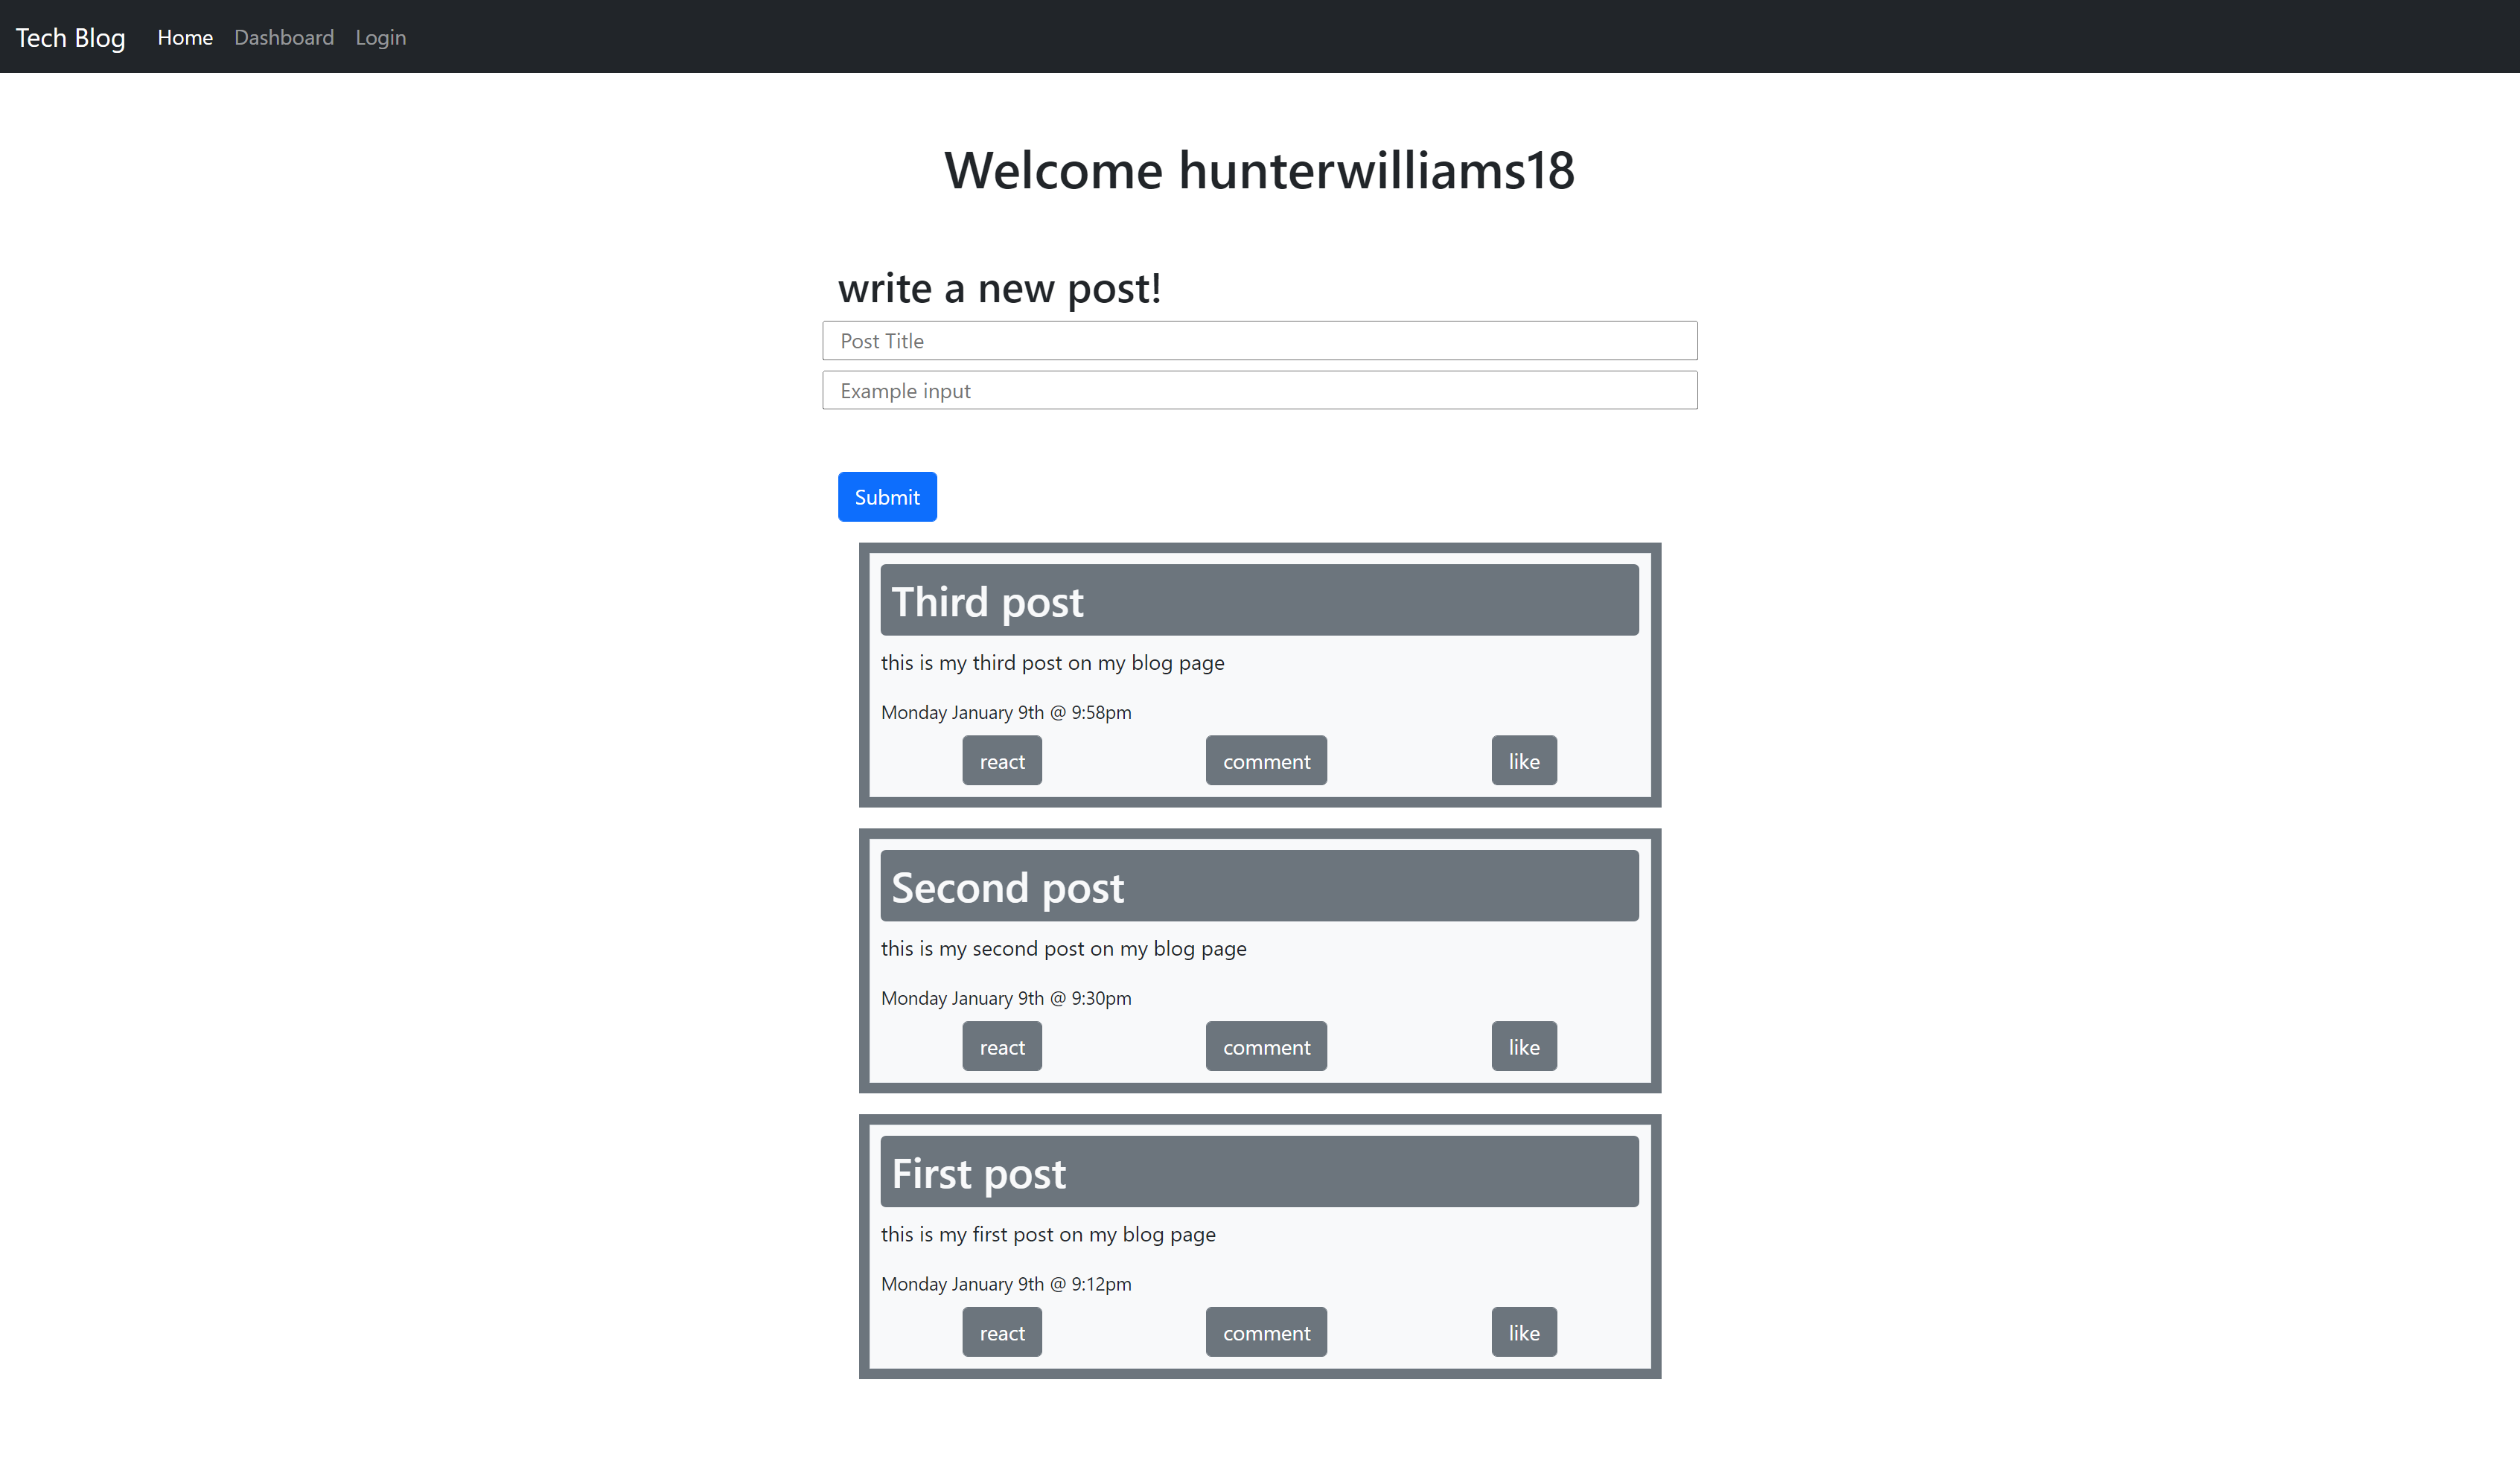 Tech Blog Home Dashboard Login
Welcome hunterwilliams18
write a new post!
Post Title
Example input
Submit
Third post
this is my third post on my blog page
Monday January 9th @ 9:58pm
react comment like
Second post
this is my second post on my blog page
Monday January 9th @ 9:30pm
react comment like
First post
this is my first post on my blog page
Monday January 9th @ 9:12pm
react comment like